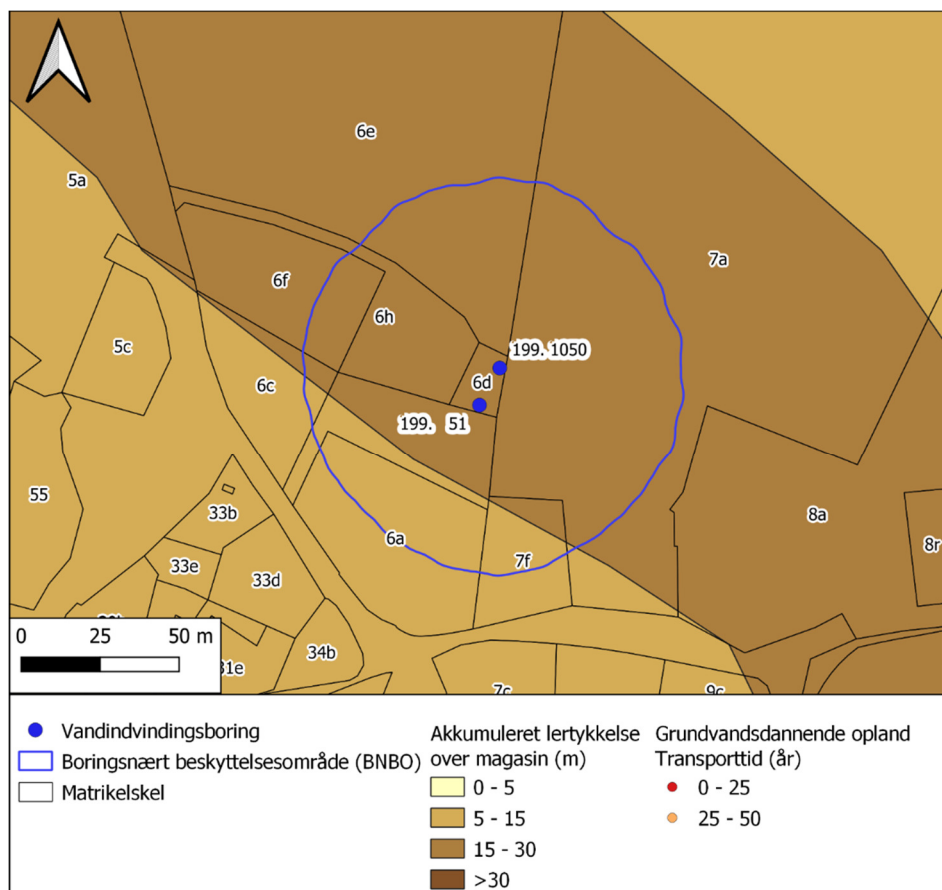 6e
5a
7a
6f
6h
5c
199. 1050
6d
6c
199. 51
55
33b
8a
6a
7f
8r
33e
33d
0 25 50 m
34b
31e
7c
9c
Vandindvindingsboring
Boringsnært beskyttelsesområde (BNBO)
Matrikelskel
Akkumuleret lertykkelse
over magasin (m)
0 - 5
5 - 15
15 - 30
>30
Grundvandsdannende opland
Transporttid (år)
0 - 25
25 - 50